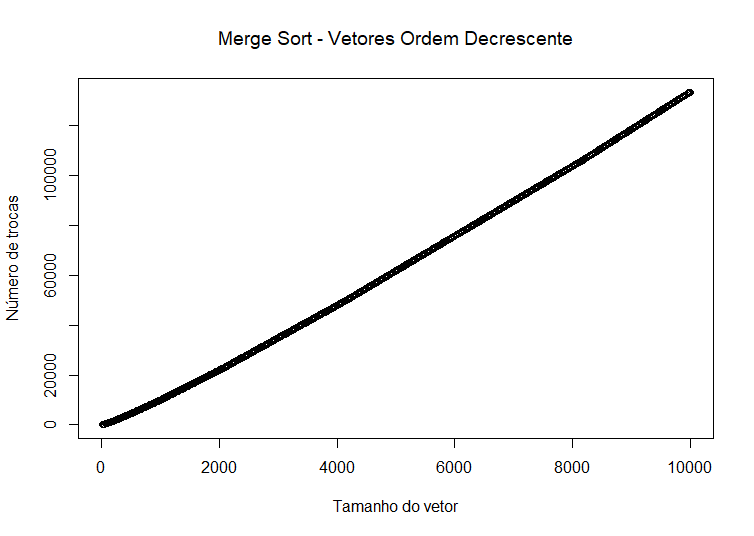 Merge Sort - Vetores Ordem Decrescente
Número de trocas
100000
60000
20000
0
0 2000 4000 6000 8000 10000
Tamanho do vetor